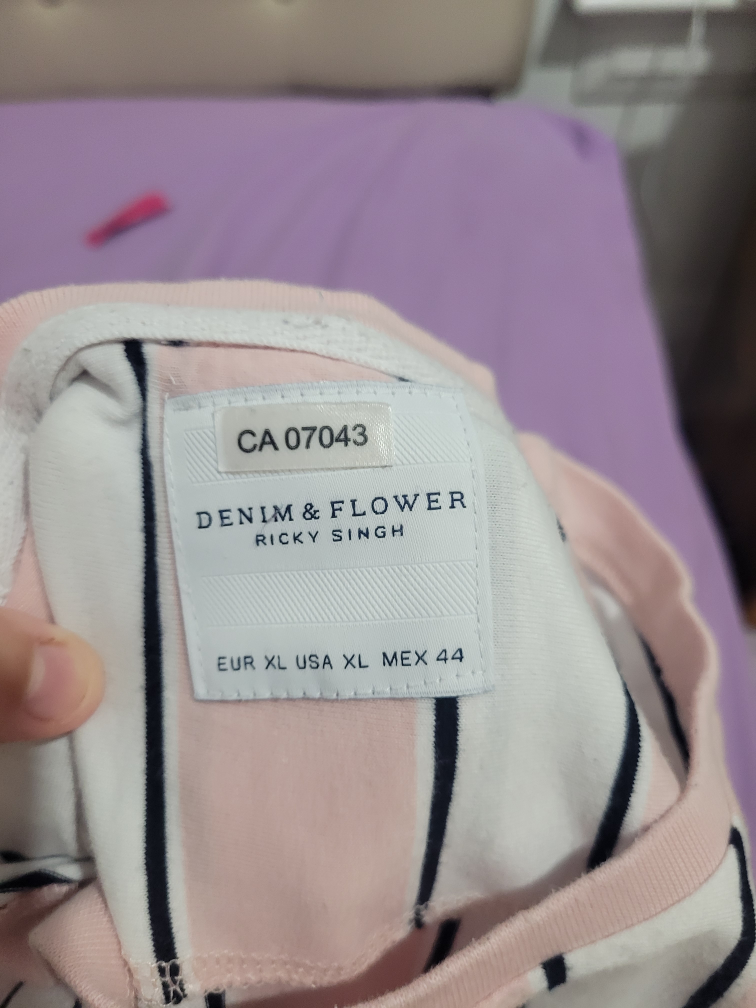 CA 07043
DENIM & FLOWER
RICKY SINGH
EUR XL USA XL MEX 44